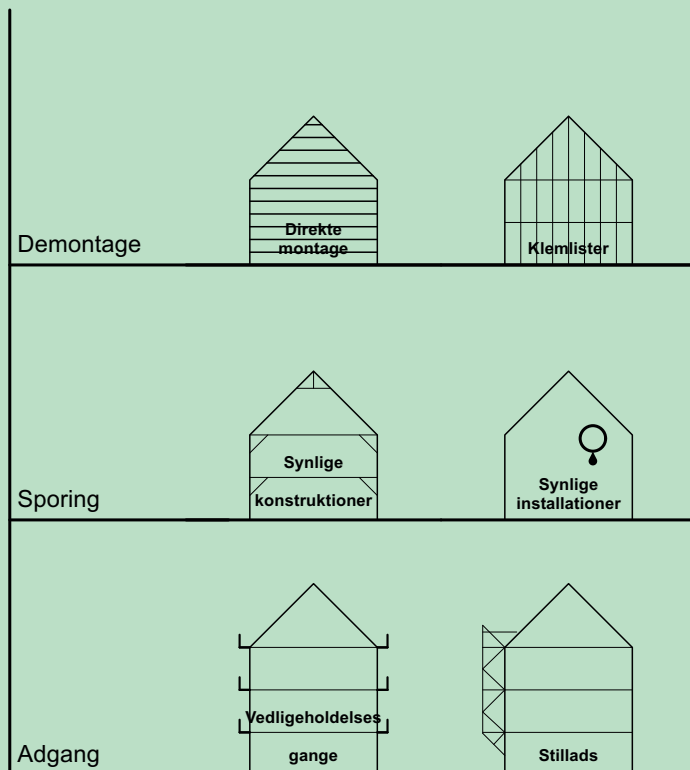 Direkte
montage
Klemlister
Demontage
Synlige
konstruktioner
Synlige
installationer
Sporing
Vedligeholdelses
gange
Stillads
Adgang